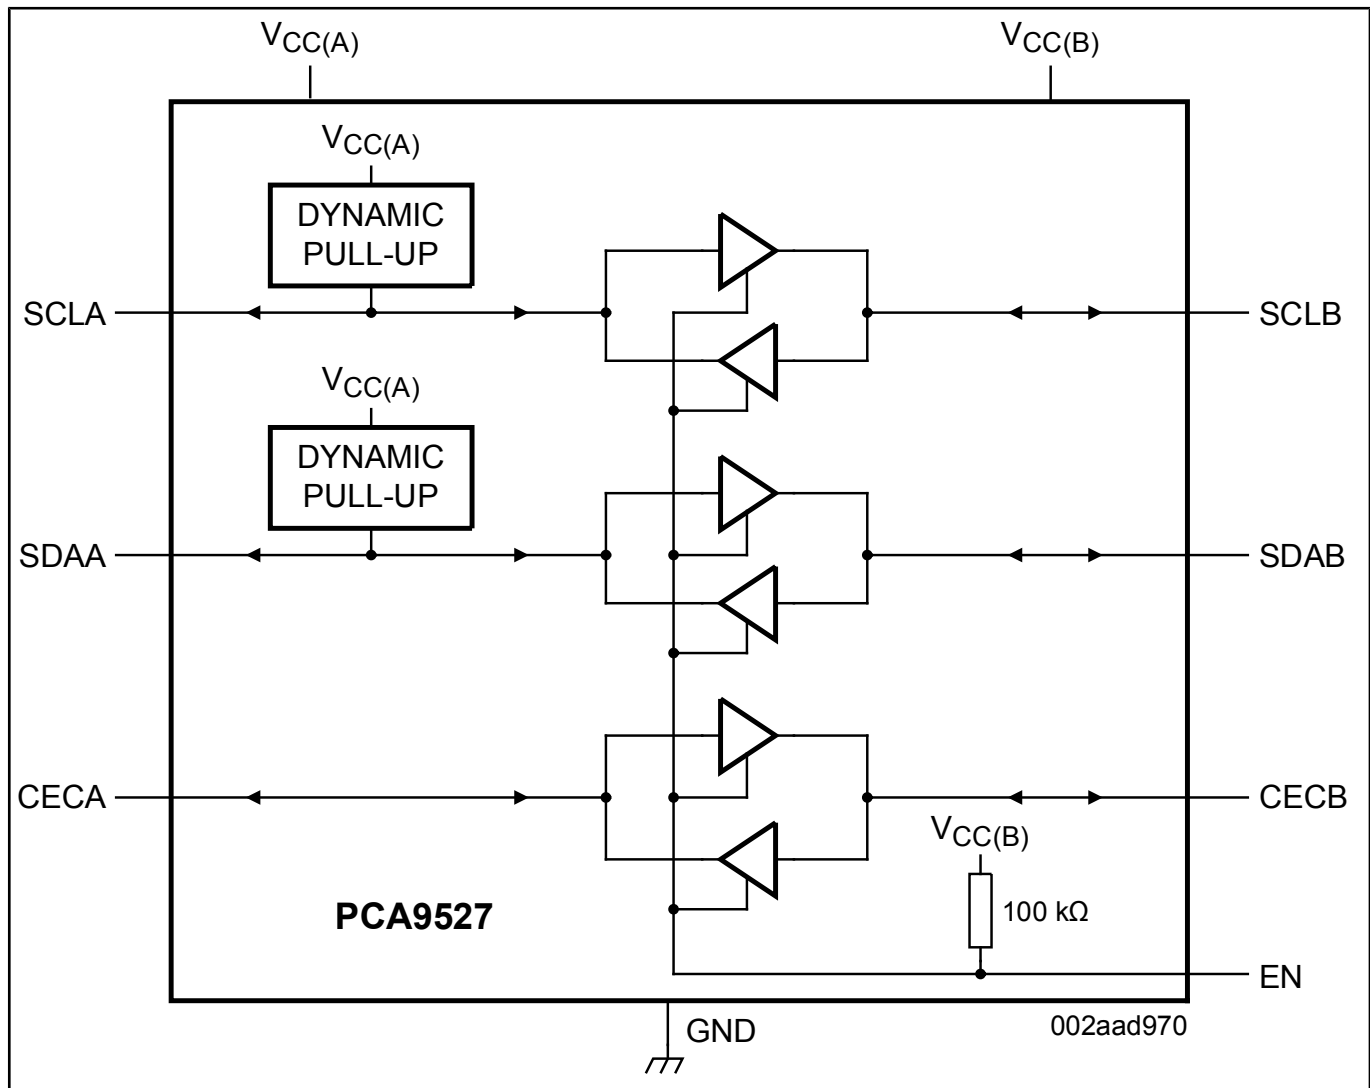 VCC(A)
VCC(B)
VCC(A)
DYNAMIC
PULL-UP
SCLA
SCLB
VCC(A)
DYNAMIC
PULL-UP
SDAA
SDAB
CECA
CECB
VCC(B)
100 kΩ
PCA9527
EN
GND
002aad970